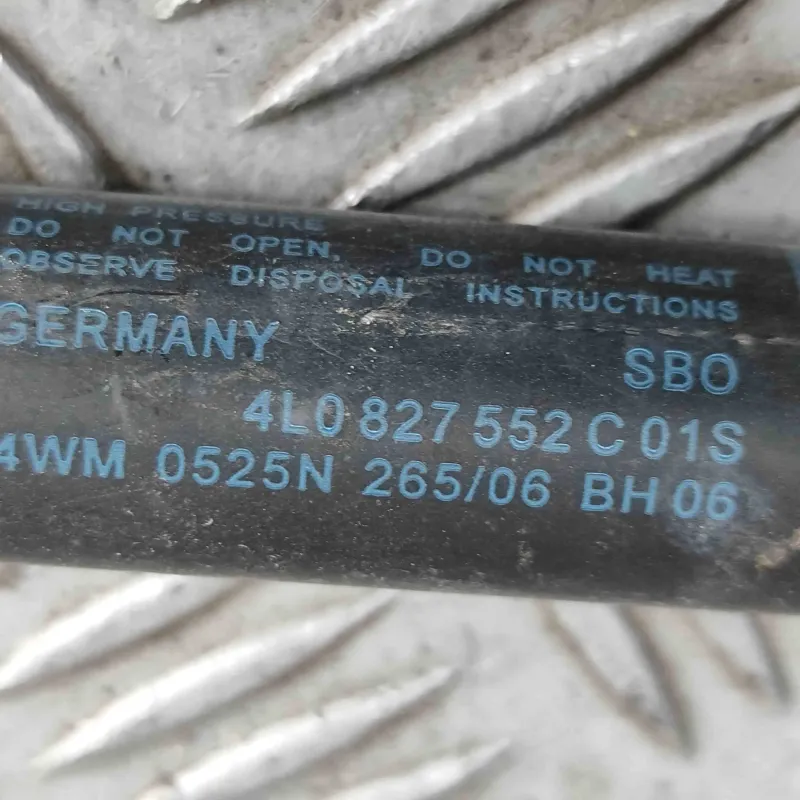 HIGH PRESSURE
DO NOT OPEN, DO NOT HEAT
OBSERVE DISPOSAL INSTRUCTIONS
GERMANY SBO
4L0 827 552 C 01S
4WM 0525N 265/06 BH 06